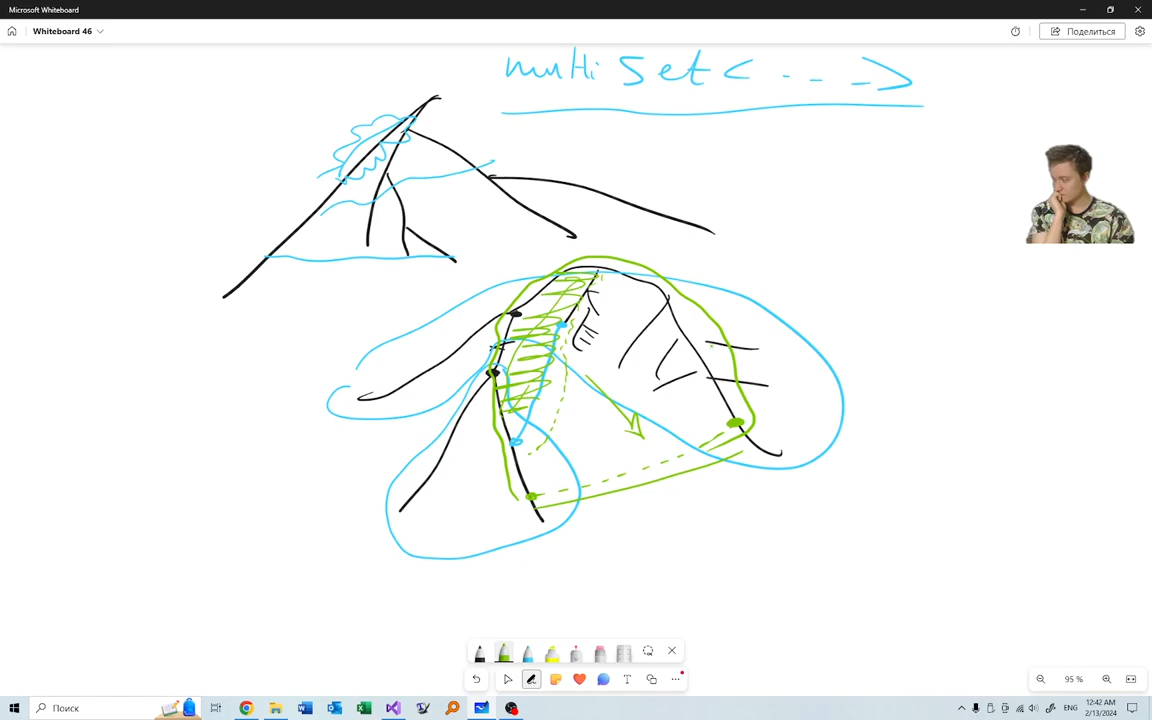 Microsoft Whiteboard
Whiteboard 46
Поделиться
multiset< . . . >
95 %
Поиск
ENG
12:42 AM
2/13/2024